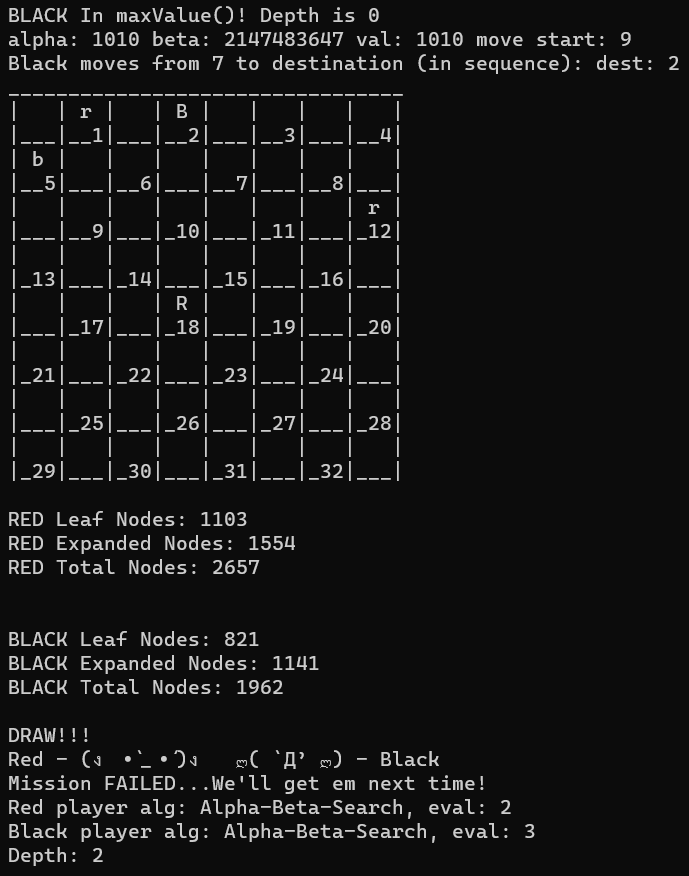 BLACK In maxValue()! Depth is 0
alpha: 1010 beta: 2147483647 val: 1010 move start: 9
Black moves from 7 to destination (in sequence): dest: 2
_________________________________
|   | r |   | B |   |   |   |   |
|___|__1|___|__2|___|__3|___|__4|
| b |   |   |   |   |   |   |   |
|__5|___|__6|___|__7|___|__8|___|
|   |   |   |   |   |   |   | r |
|___|__9|___|_10|___|_11|___|_12|
|   |   |   |   |   |   |   |   |
|_13|___|_14|___|_15|___|_16|___|
|   |   |   | R |   |   |   |   |
|___|_17|___|_18|___|_19|___|_20|
|   |   |   |   |   |   |   |   |
|_21|___|_22|___|_23|___|_24|___|
|   |   |   |   |   |   |   |   |
|___|_25|___|_26|___|_27|___|_28|
|   |   |   |   |   |   |   |   |
|_29|___|_30|___|_31|___|_32|___|
RED Leaf Nodes: 1103
RED Expanded Nodes: 1554
RED Total Nodes: 2657
BLACK Leaf Nodes: 821
BLACK Expanded Nodes: 1141
BLACK Total Nodes: 1962
DRAW!!!
Red - (ง •̀_•́)ง   ლ( `Д’ ლ) - Black
Mission FAILED...We'll get em next time!
Red player alg: Alpha-Beta-Search, eval: 2
Black player alg: Alpha-Beta-Search, eval: 3
Depth: 2